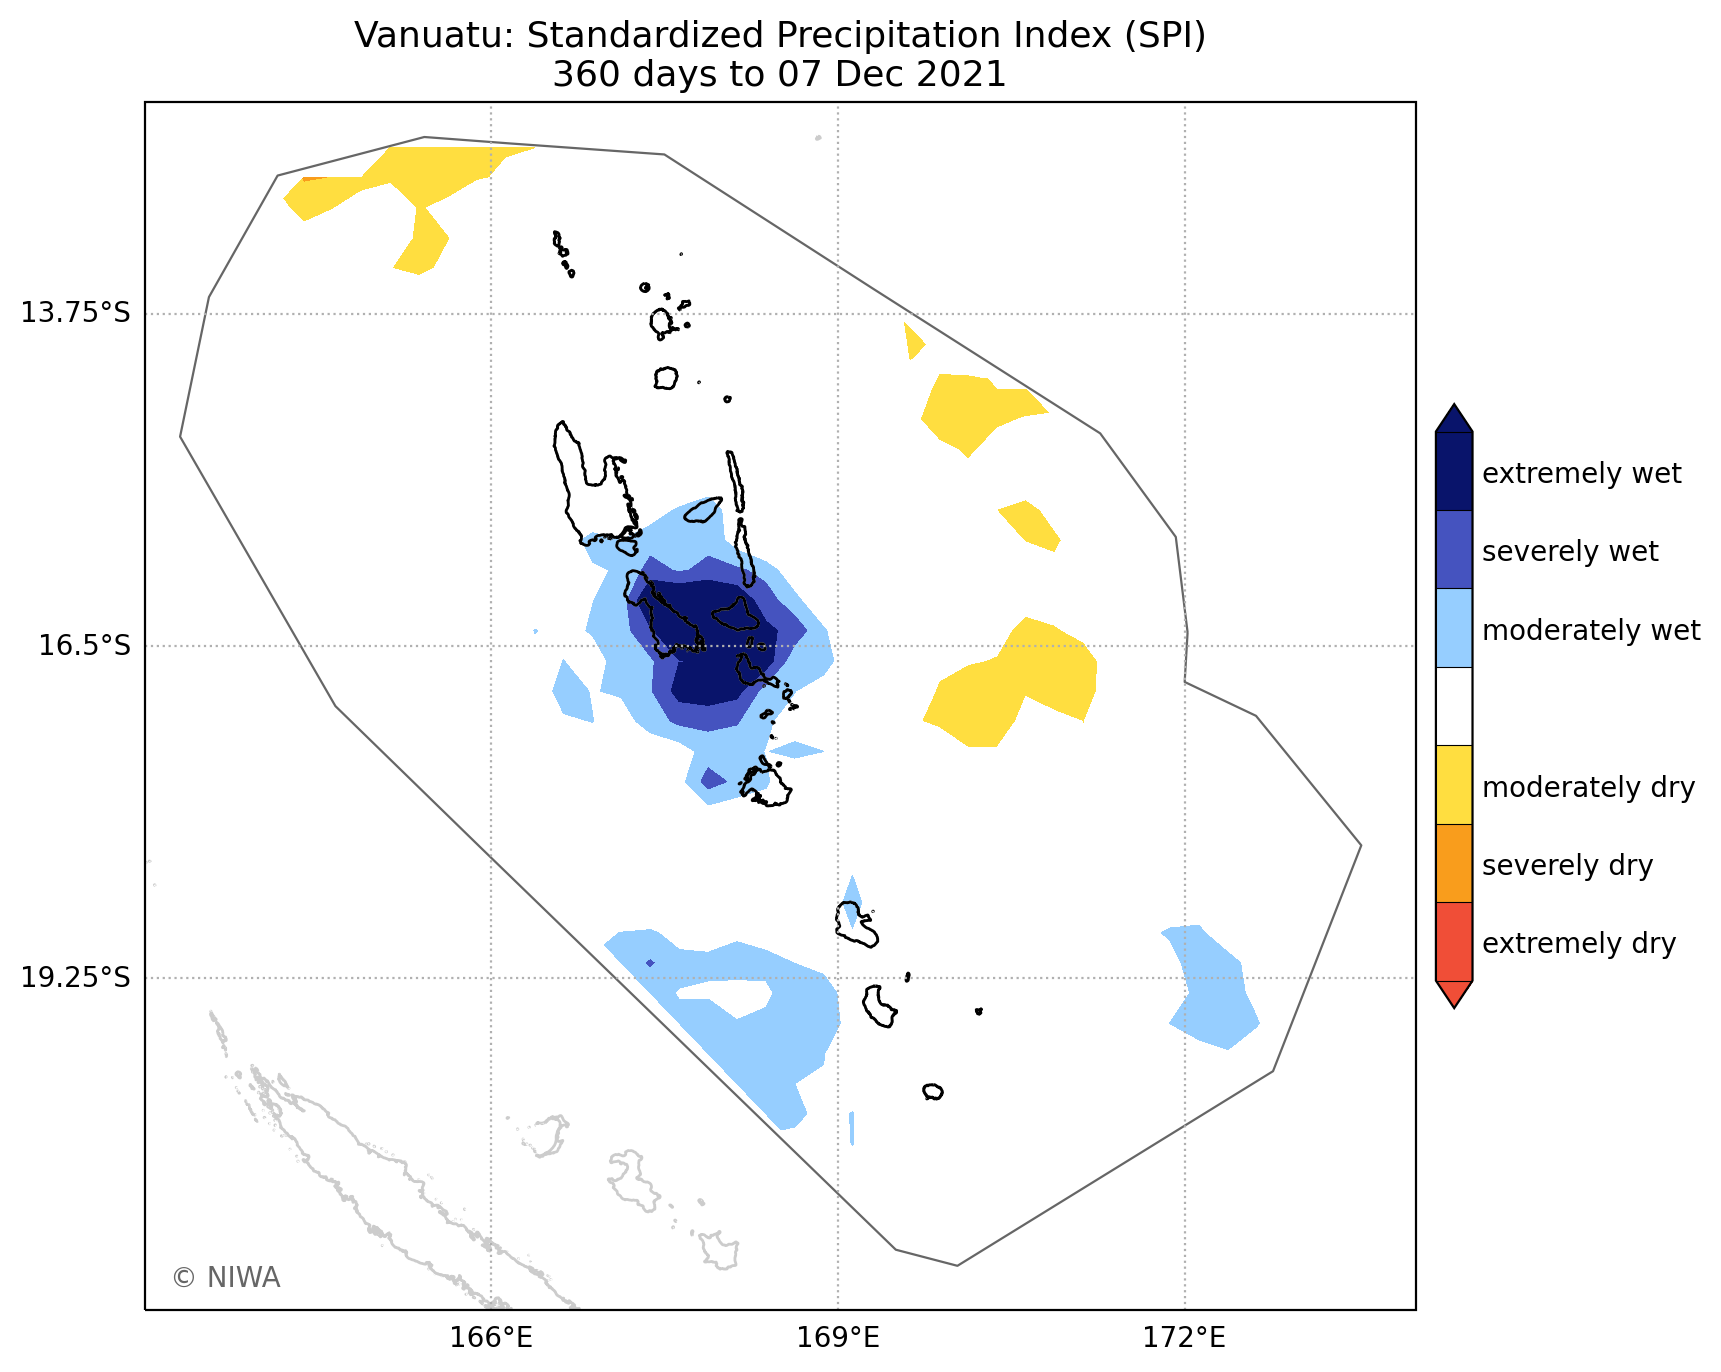 Vanuatu: Standardized Precipitation Index (SPI)
360 days to 07 Dec 2021
13.75°S
16.5°S
19.25°S
166°E
169°E
172°E
extremely wet
severely wet
moderately wet
moderately dry
severely dry
extremely dry
© NIWA